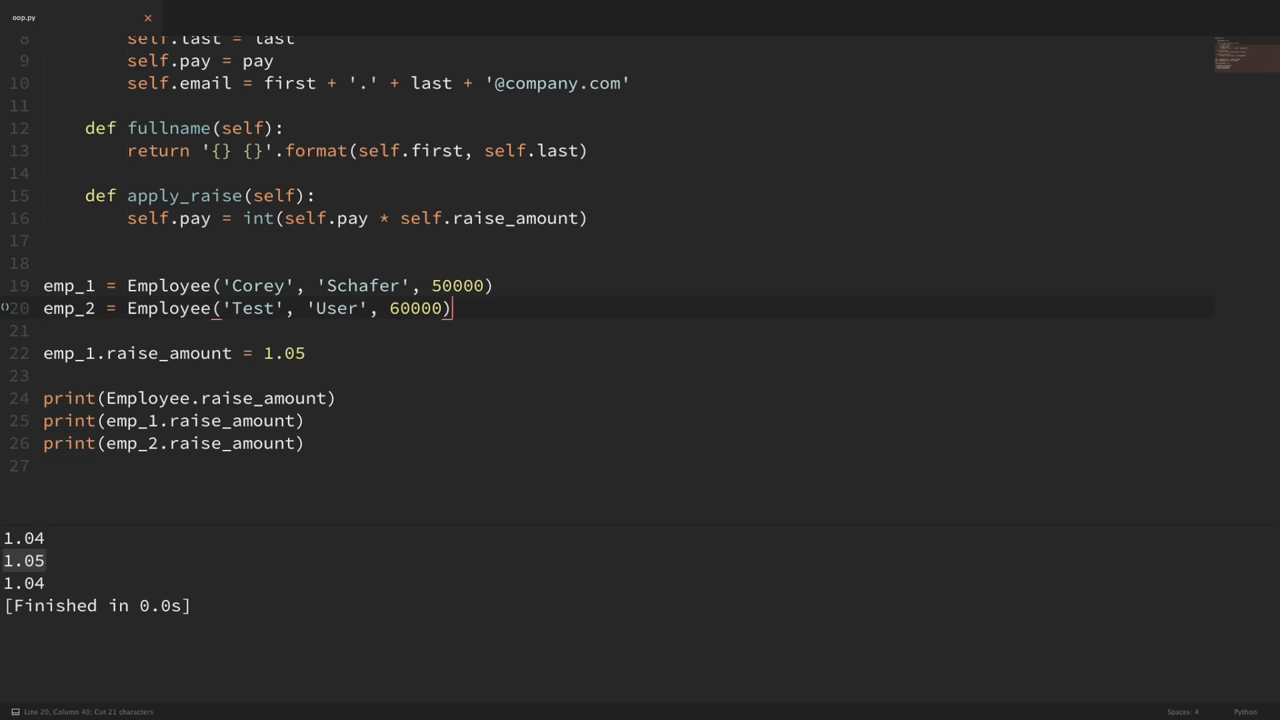 oop.py
8 self.last = last
9 self.pay = pay
10 self.email = first + '.' + last + '@company.com'
11
12 def fullname(self):
13 return '{} {}'.format(self.first, self.last)
14
15 def apply_raise(self):
16 self.pay = int(self.pay * self.raise_amount)
17
18
19 emp_1 = Employee('Corey', 'Schafer', 50000)
20 emp_2 = Employee('Test', 'User', 60000)
21
22 emp_1.raise_amount = 1.05
23
24 print(Employee.raise_amount)
25 print(emp_1.raise_amount)
26 print(emp_2.raise_amount)
27
1.04
1.05
1.04
[Finished in 0.0s]
Line 20, Column 40; Cut 21 characters Spaces: 4 Python